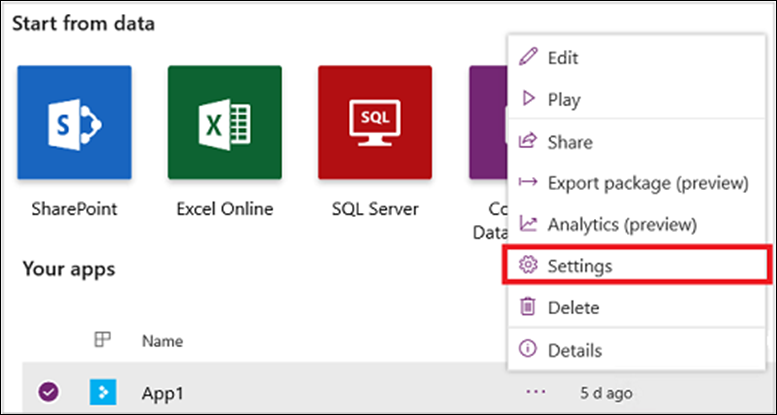 Start from data
S
X
SQL
SharePoint
Excel Online
SQL Server
Co
Data
Edit
Play
Share
Export package (preview)
Analytics (preview)
Settings
Delete
Details
Your apps
Name
App1
... 5 d ago